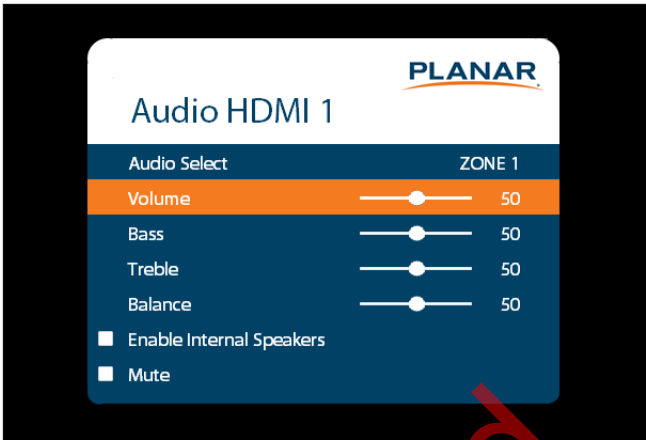 PLANAR
Audio HDMI 1
Audio Select ZONE 1
Volume 50
Bass 50
Treble 50
Balance 50
Enable Internal Speakers
Mute